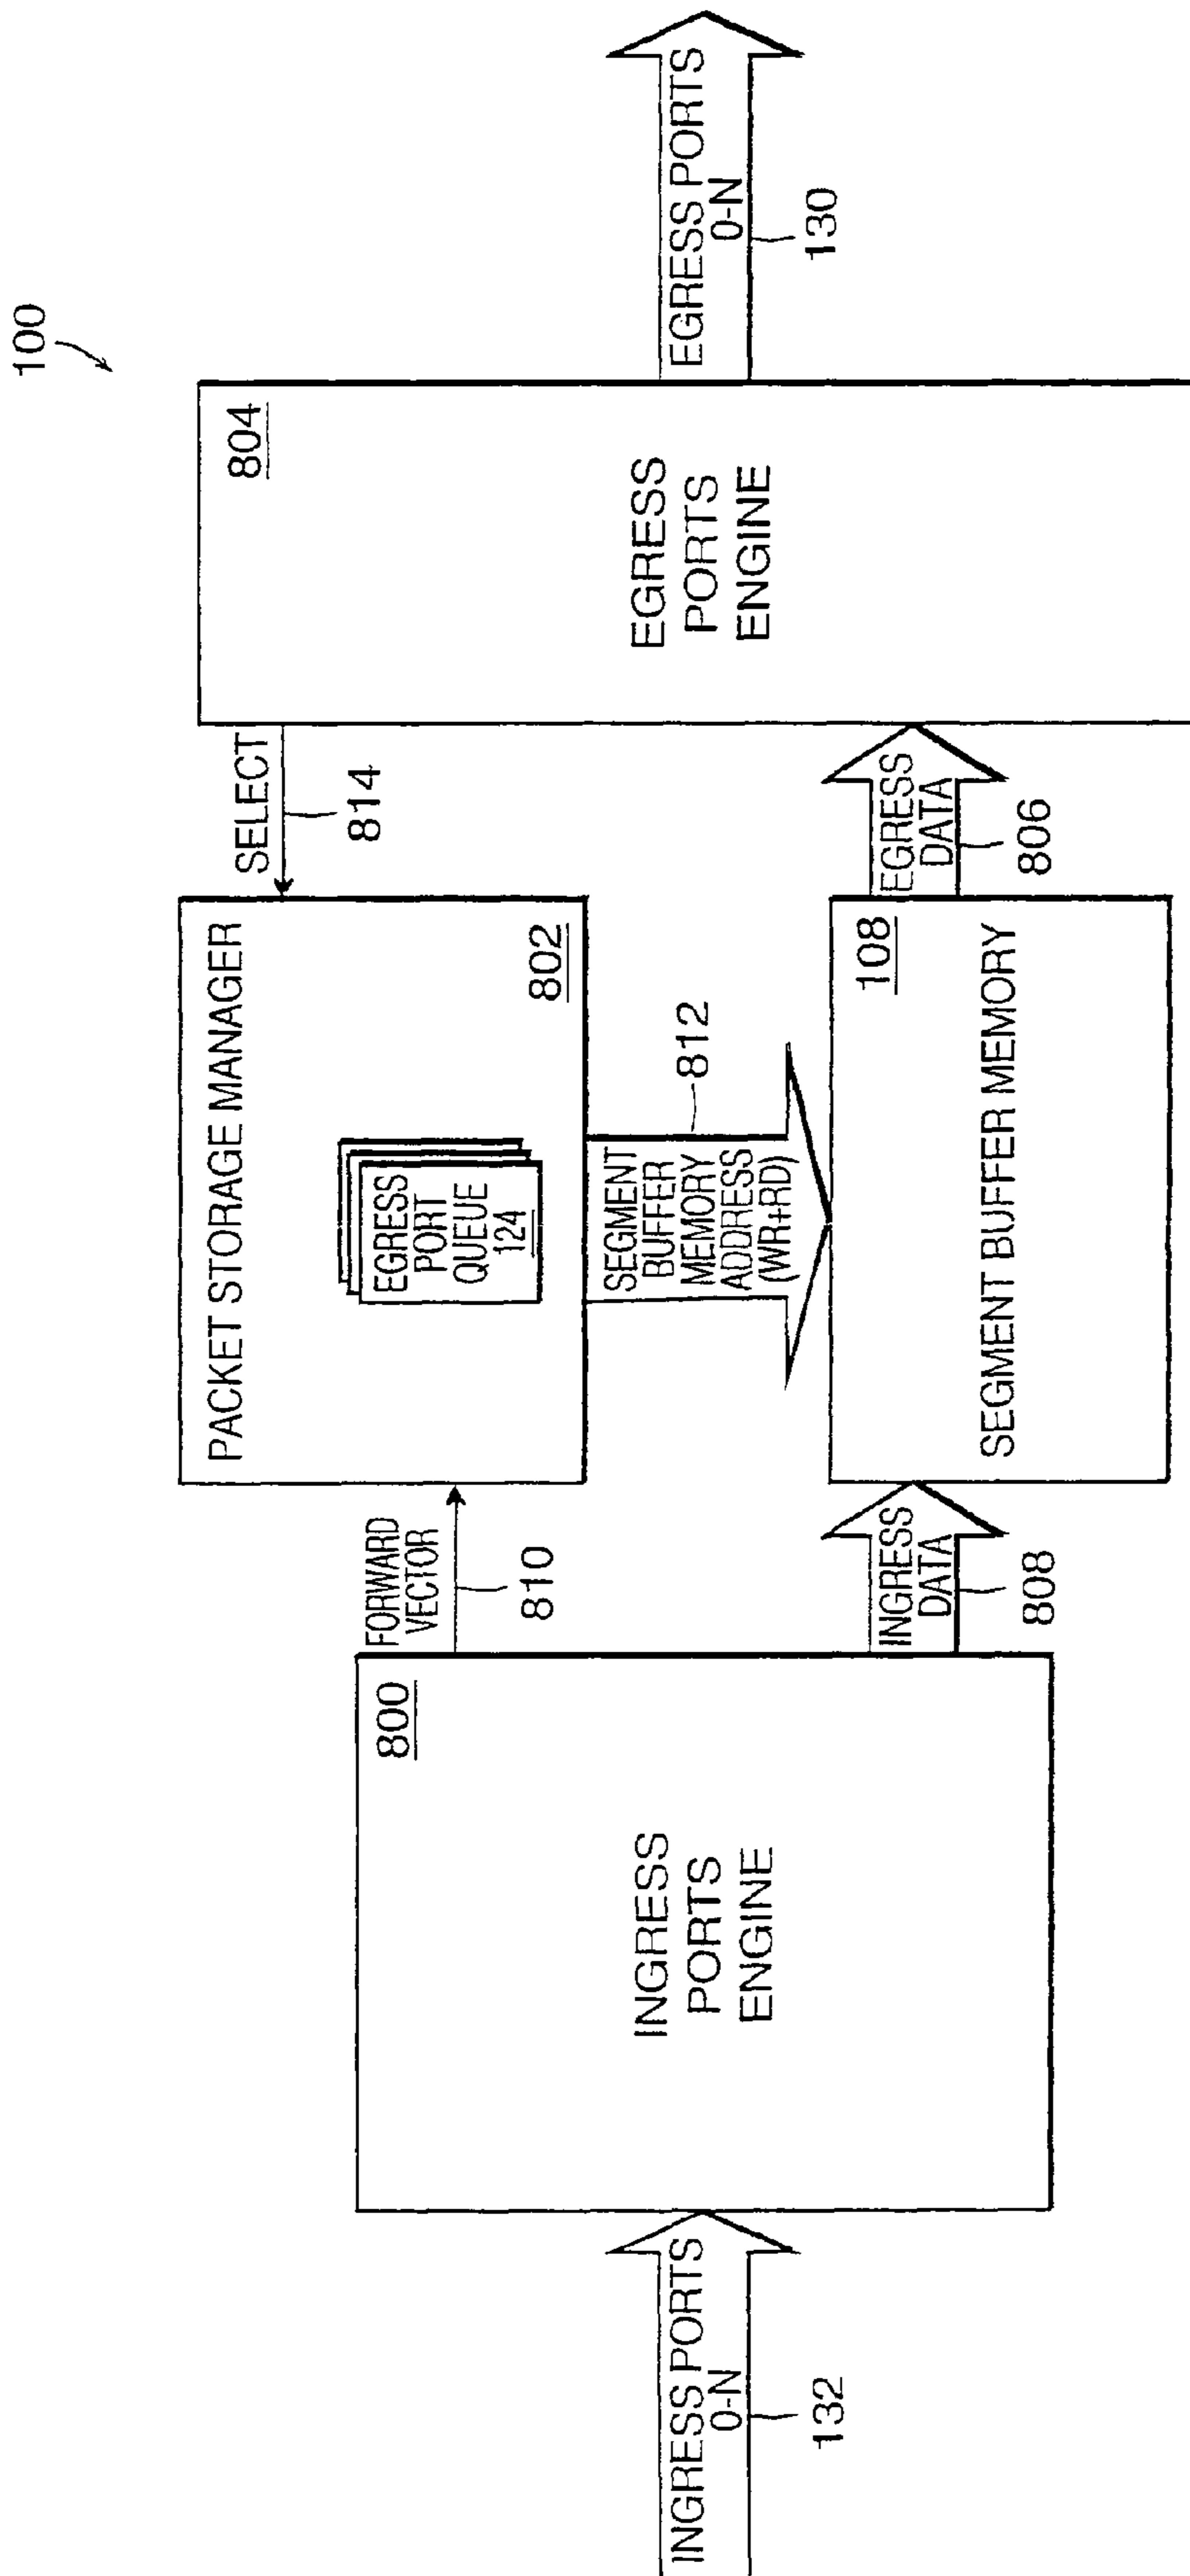 100
INGRESS PORTS
0-N
132
800
INGRESS
PORTS
ENGINE
FORWARD
VECTOR
810
INGRESS
DATA
808
PACKET STORAGE MANAGER
EGRESS
PORT
QUEUE
124
802
SEGMENT
BUFFER
MEMORY
ADDRESS
(WR+RD)
812
108
SEGMENT BUFFER MEMORY
SELECT
814
EGRESS
DATA
806
804
EGRESS
PORTS
ENGINE
EGRESS PORTS
0-N
130